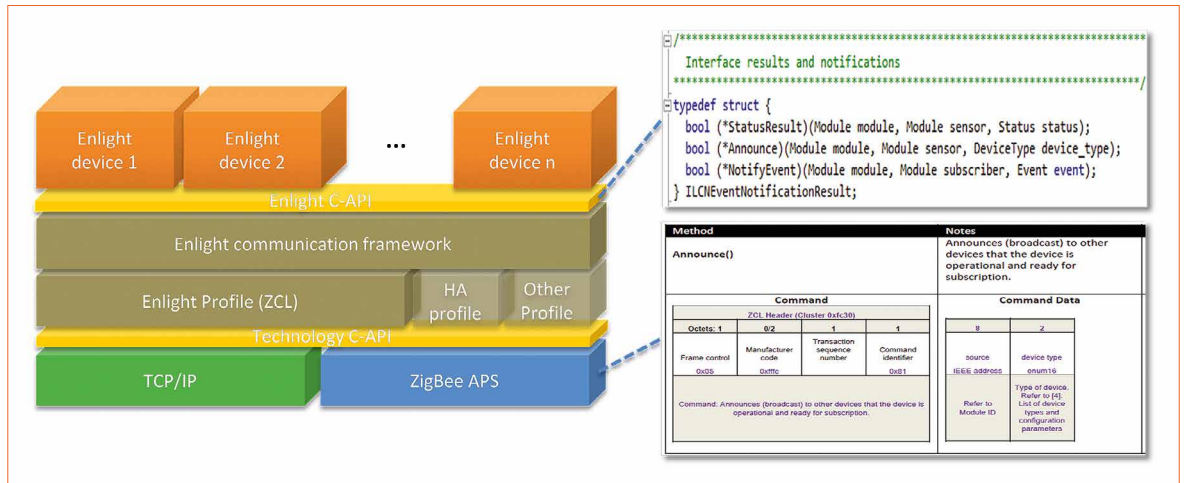 Enlight
device 1
Enlight
device 2
...
Enlight
device n
Enlight C-API
Enlight communication framework
Enlight Profile (ZCL)
HA
profile
Other
Profile
Technology C-API
TCP/IP
ZigBee APS
/****************************************************************************
Interface results and notifications
****************************************************************************/
typedef struct {
bool (*StatusResult)(Module module, Module sensor, Status status);
bool (*Announce)(Module module, Module sensor, DeviceType device_type);
bool (*NotifyEvent)(Module module, Module subscriber, Event event);
} ILCNEventNotificationResult;
Method
Notes
Announce()
Announces (broadcast) to other
devices that the device is
operational and ready for
subscription.
Command
ZCL Header (Cluster 0xfc30)
Octets: 1 0/2 1 1
Frame control
Manufacturer
code
Transaction
sequence
number
Command
identifier
0x05 0xfffc 0x81
Command: Announces (broadcast) to other devices that the device is
operational and ready for subscription.
Command Data
8 2
source device type
IEEE address enum16
Refer to
Module ID
Type of device.
Refer to [4]:
List of device
types and
configuration
parameters